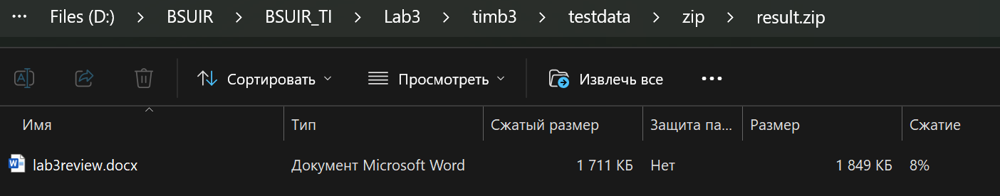 ... Files (D:) > BSUIR > BSUIR_TI > Lab3 > timb3 > testdata > zip > result.zip
Сортировать Просмотреть Извлечь все ...
Имя Тип Сжатый размер Защита па... Размер Сжатие
lab3review.docx Документ Microsoft Word 1 711 КБ Нет 1 849 КБ 8%